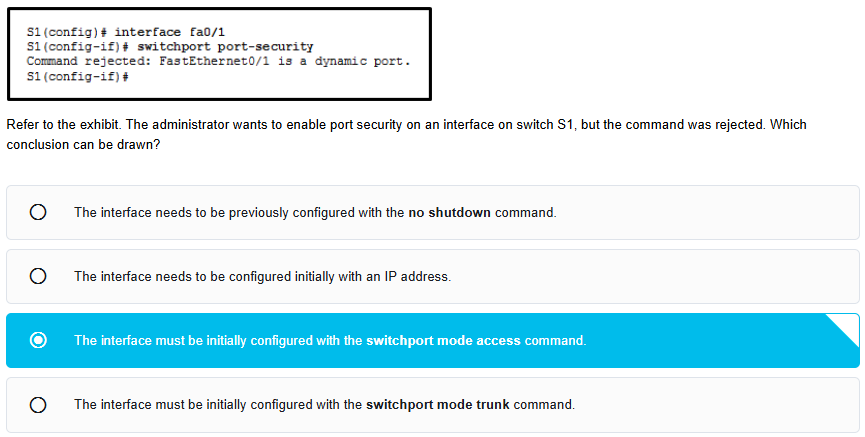 S1(config)# interface fa0/1
S1(config-if)# switchport port-security
Command rejected: FastEthernet0/1 is a dynamic port.
S1(config-if)#
Refer to the exhibit. The administrator wants to enable port security on an interface on switch S1, but the command was rejected. Which
conclusion can be drawn?
The interface needs to be previously configured with the no shutdown command.
The interface needs to be configured initially with an IP address.
The interface must be initially configured with the switchport mode access command.
The interface must be initially configured with the switchport mode trunk command.